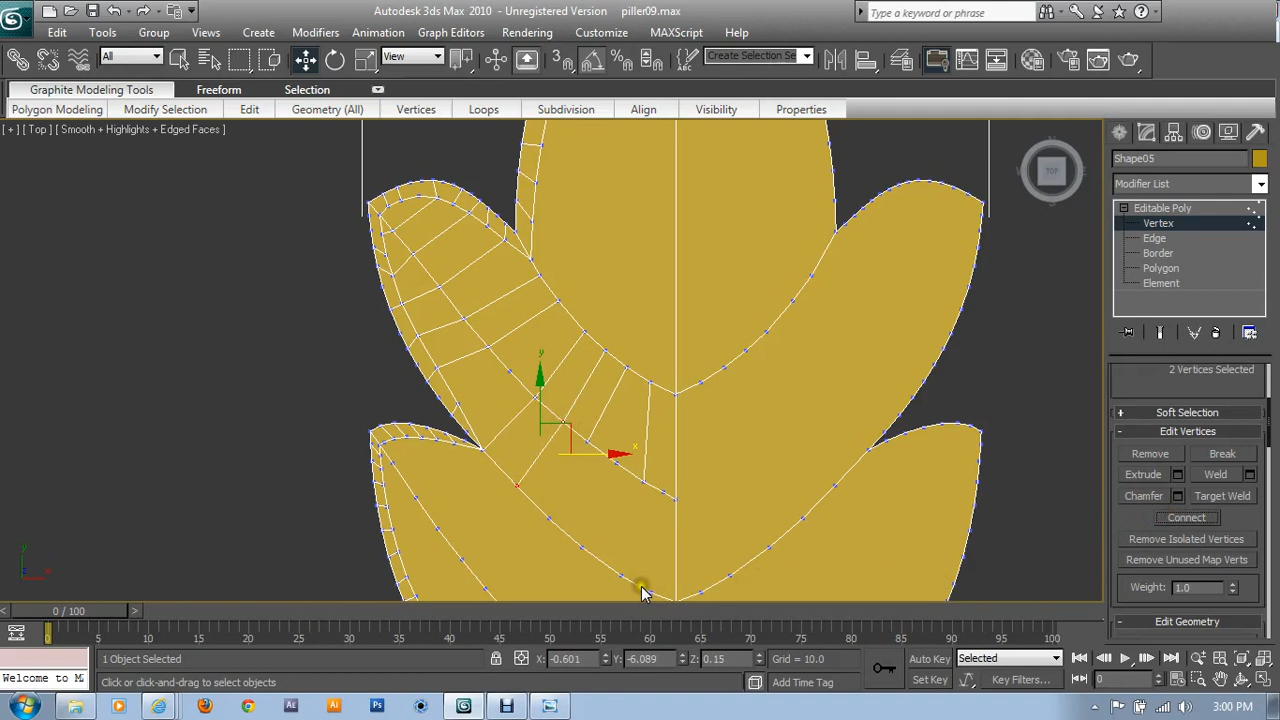 Autodesk 3ds Max 2010 - Unregistered Version piller09.max
Type a keyword or phrase
Edit Tools Group Views Create Modifiers Animation Graph Editors Rendering Customize MAXScript Help
All View 3 Create Selection Se
Graphite Modeling Tools Freeform Selection
Polygon Modeling Modify Selection Edit Geometry (All) Vertices Loops Subdivision Align Visibility Properties
[ + ] [ Top ] [ Smooth + Highlights + Edged Faces ]
TOP
Shape05
Modifier List
Editable Poly
Vertex
Edge
Border
Polygon
Element
2 Vertices Selected
+ Soft Selection
- Edit Vertices
Remove Break
Extrude Weld
Chamfer Target Weld
Connect
Remove Isolated Vertices
Remove Unused Map Verts
Weight: 1.0
- Edit Geometry
y
x
0 / 100
0 5 10 15 20 25 30 35 40 45 50 55 60 65 70 75 80 85 90 95 100
1 Object Selected X: -0.601 Y: -6.089 Z: 0.15 Grid = 10.0 Auto Key Selected
Welcome to M Click or click-and-drag to select objects Add Time Tag Set Key Key Filters... 0
3:00 PM